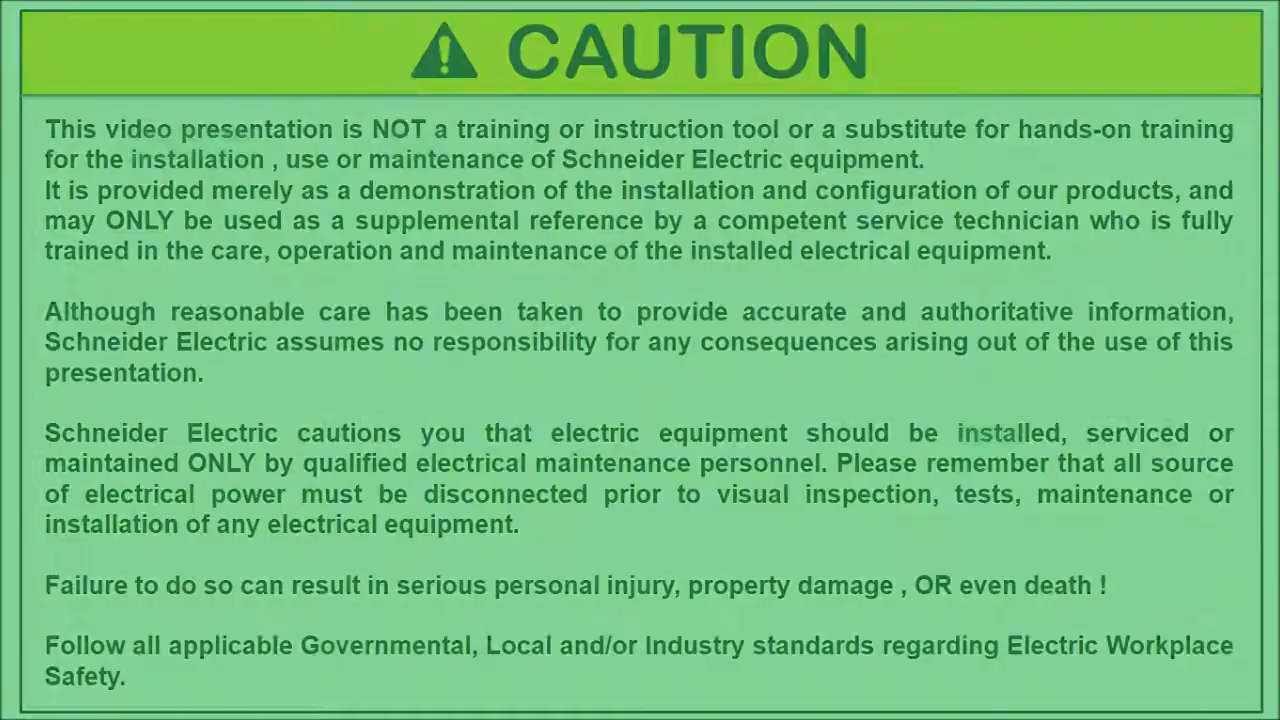 CAUTION
This video presentation is NOT a training or instruction tool or a substitute for hands-on training
for the installation , use or maintenance of Schneider Electric equipment.
It is provided merely as a demonstration of the installation and configuration of our products, and
may ONLY be used as a supplemental reference by a competent service technician who is fully
trained in the care, operation and maintenance of the installed electrical equipment.
Although reasonable care has been taken to provide accurate and authoritative information,
Schneider Electric assumes no responsibility for any consequences arising out of the use of this
presentation.
Schneider Electric cautions you that electric equipment should be installed, serviced or
maintained ONLY by qualified electrical maintenance personnel. Please remember that all source
of electrical power must be disconnected prior to visual inspection, tests, maintenance or
installation of any electrical equipment.
Failure to do so can result in serious personal injury, property damage , OR even death !
Follow all applicable Governmental, Local and/or Industry standards regarding Electric Workplace
Safety.